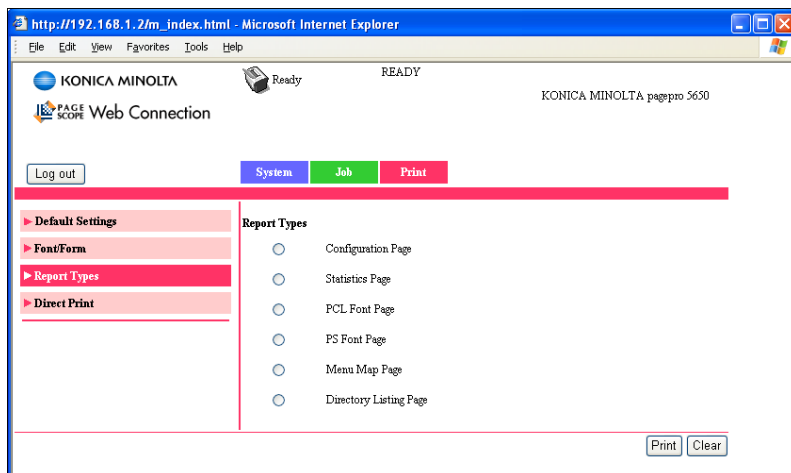 http://192.168.1.2/m_index.html - Microsoft Internet Explorer
File Edit View Favorites Tools Help
KONICA MINOLTA
Ready
READY
KONICA MINOLTA pagepro 5650
PAGE SCOPE Web Connection
Log out
System Job Print
Default Settings
Font/Form
Report Types
Direct Print
Report Types
Configuration Page
Statistics Page
PCL Font Page
PS Font Page
Menu Map Page
Directory Listing Page
Print Clear